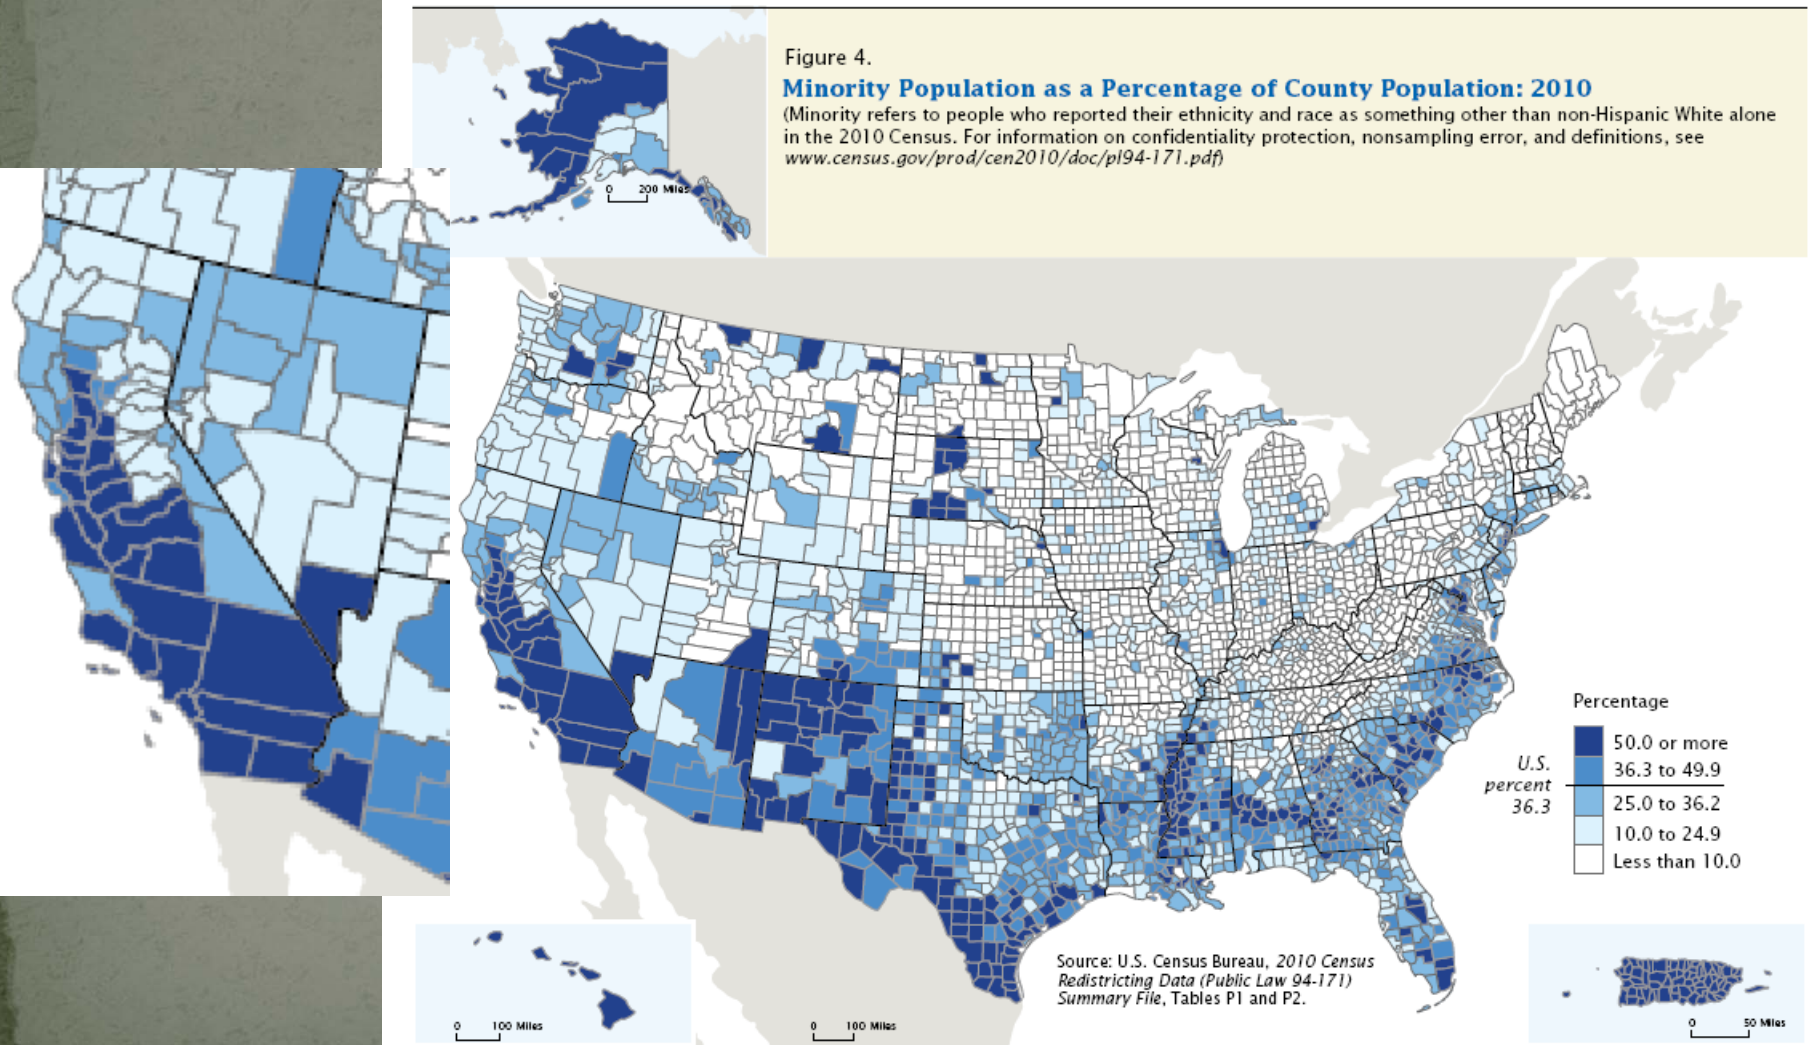 Figure 4.
Minority Population as a Percentage of County Population: 2010
(Minority refers to people who reported their ethnicity and race as something other than non-Hispanic White alone
in the 2010 Census. For information on confidentiality protection, nonsampling error, and definitions, see
www.census.gov/prod/cen2010/doc/pl94-171.pdf)
0 200 Miles
Percentage
50.0 or more
36.3 to 49.9
U.S.
percent
36.3
25.0 to 36.2
10.0 to 24.9
Less than 10.0
Source: U.S. Census Bureau, 2010 Census
Redistricting Data (Public Law 94-171)
Summary File, Tables P1 and P2.
0 100 Miles
0 100 Miles
0 50 Miles